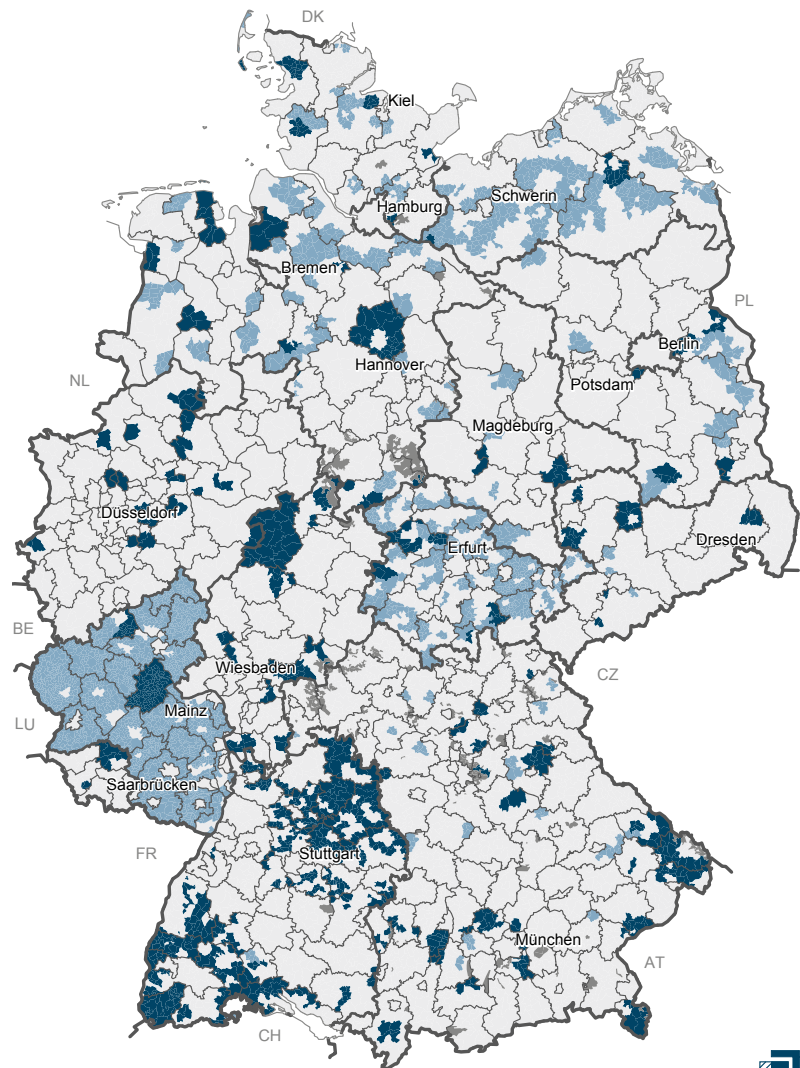 DK
Kiel
Schwerin
Hamburg
Bremen
PL
Berlin
Hannover
NL
Potsdam
Magdeburg
Düsseldorf
Dresden
Erfurt
BE
Wiesbaden
CZ
LU
Mainz
Saarbrücken
FR
Stuttgart
München
AT
CH